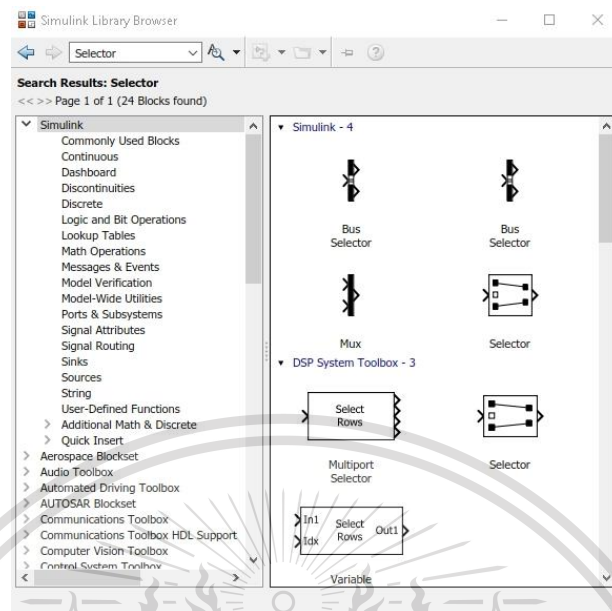 Simulink Library Browser
Selector
Search Results: Selector
<< >> Page 1 of 1 (24 Blocks found)
Simulink
Commonly Used Blocks
Continuous
Dashboard
Discontinuities
Discrete
Logic and Bit Operations
Lookup Tables
Math Operations
Messages & Events
Model Verification
Model-Wide Utilities
Ports & Subsystems
Signal Attributes
Signal Routing
Sinks
Sources
String
User-Defined Functions
Additional Math & Discrete
Quick Insert
Aerospace Blockset
Audio Toolbox
Automated Driving Toolbox
AUTOSAR Blockset
Communications Toolbox
Communications Toolbox HDL Support
Computer Vision Toolbox
Control System Toolbox
Simulink - 4
Bus
Selector
Bus
Selector
Mux
Selector
DSP System Toolbox - 3
Select
Rows
Multiport
Selector
Selector
In1
Idx
Select
Rows
Out1
Variable